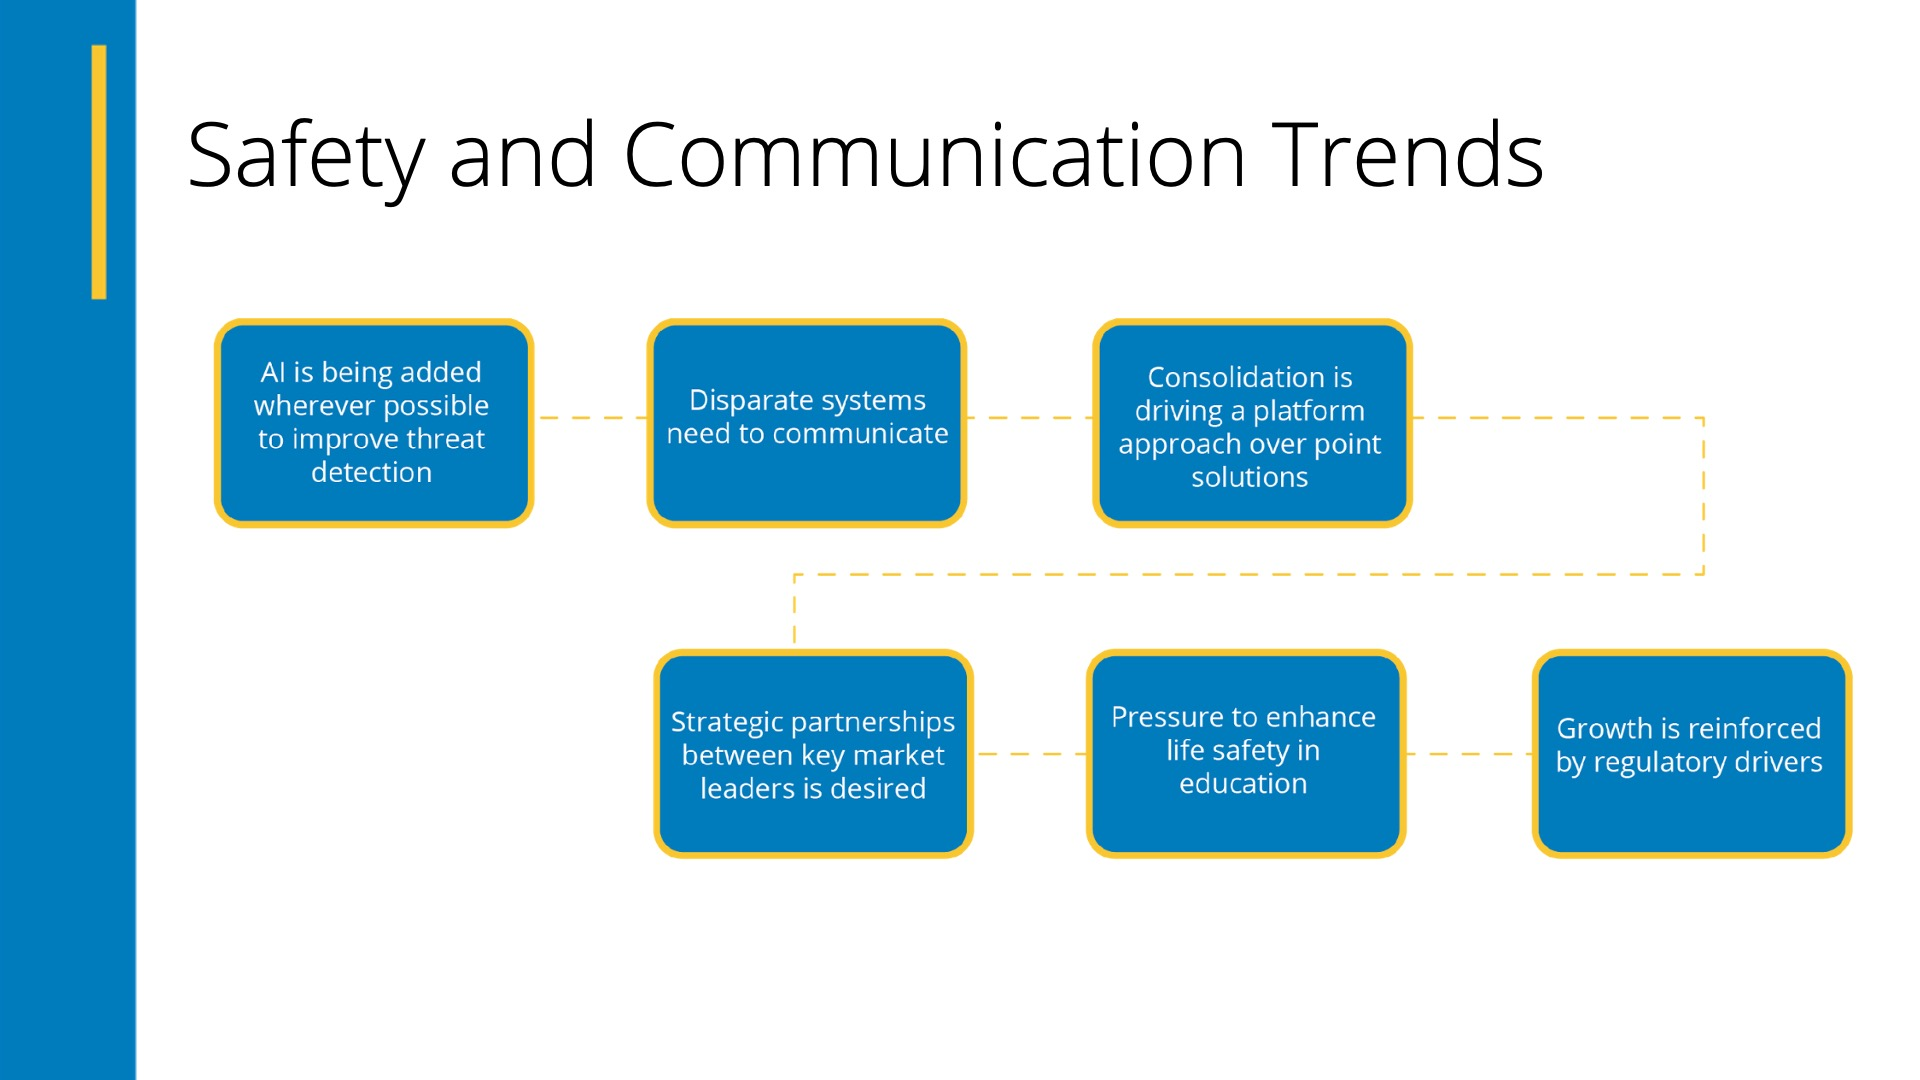 Safety and Communication Trends
AI is being added
wherever possible
to improve threat
detection
Disparate systems
need to communicate
Consolidation is
driving a platform
approach over point
solutions
Strategic partnerships
between key market
leaders is desired
Pressure to enhance
life safety in
education
Growth is reinforced
by regulatory drivers